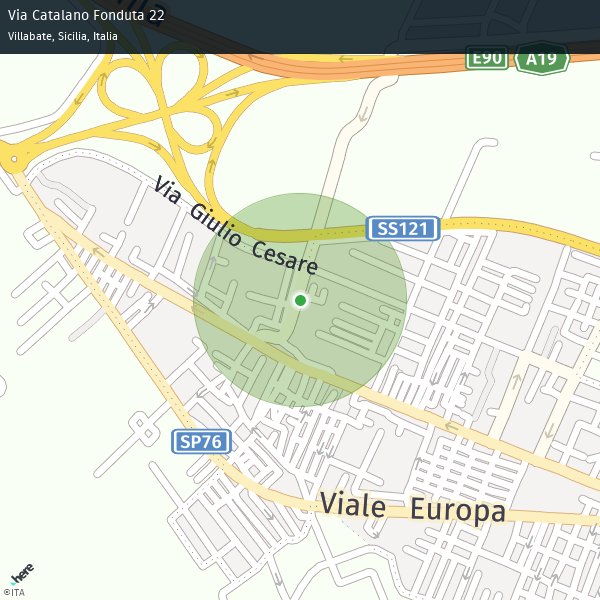 Via Catalano Fonduta 22
Villabate, Sicilia, Italia
E90
A19
Via Giulio Cesare
SS121
SP76
Viale Europa
here
©ITA